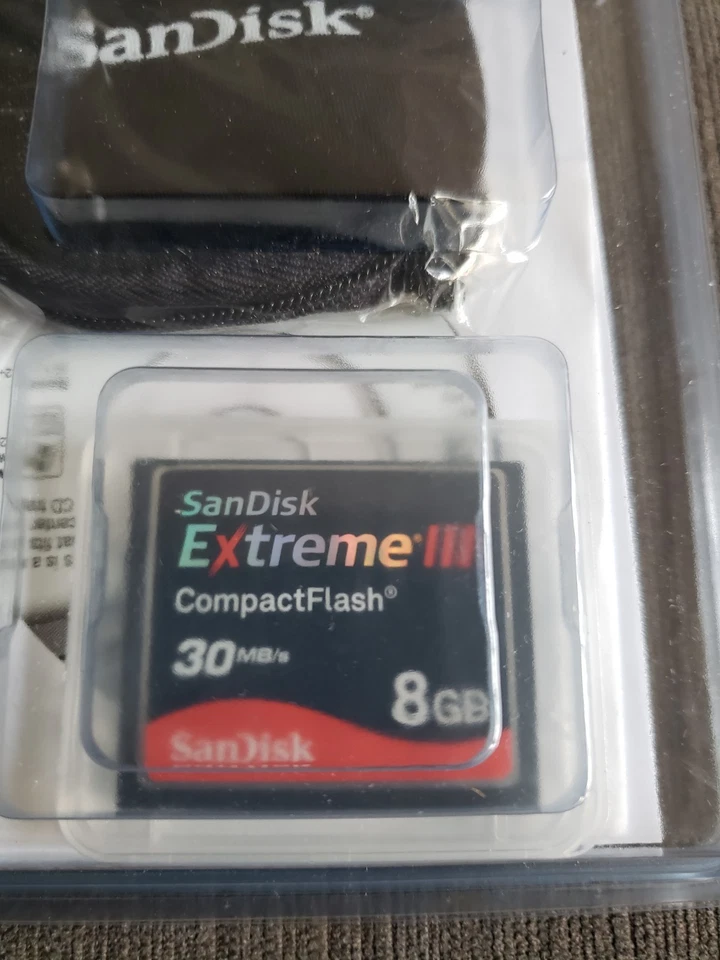 SanDisk®
SanDisk
Extreme® III
CompactFlash®
30MB/s
8GB
SanDisk